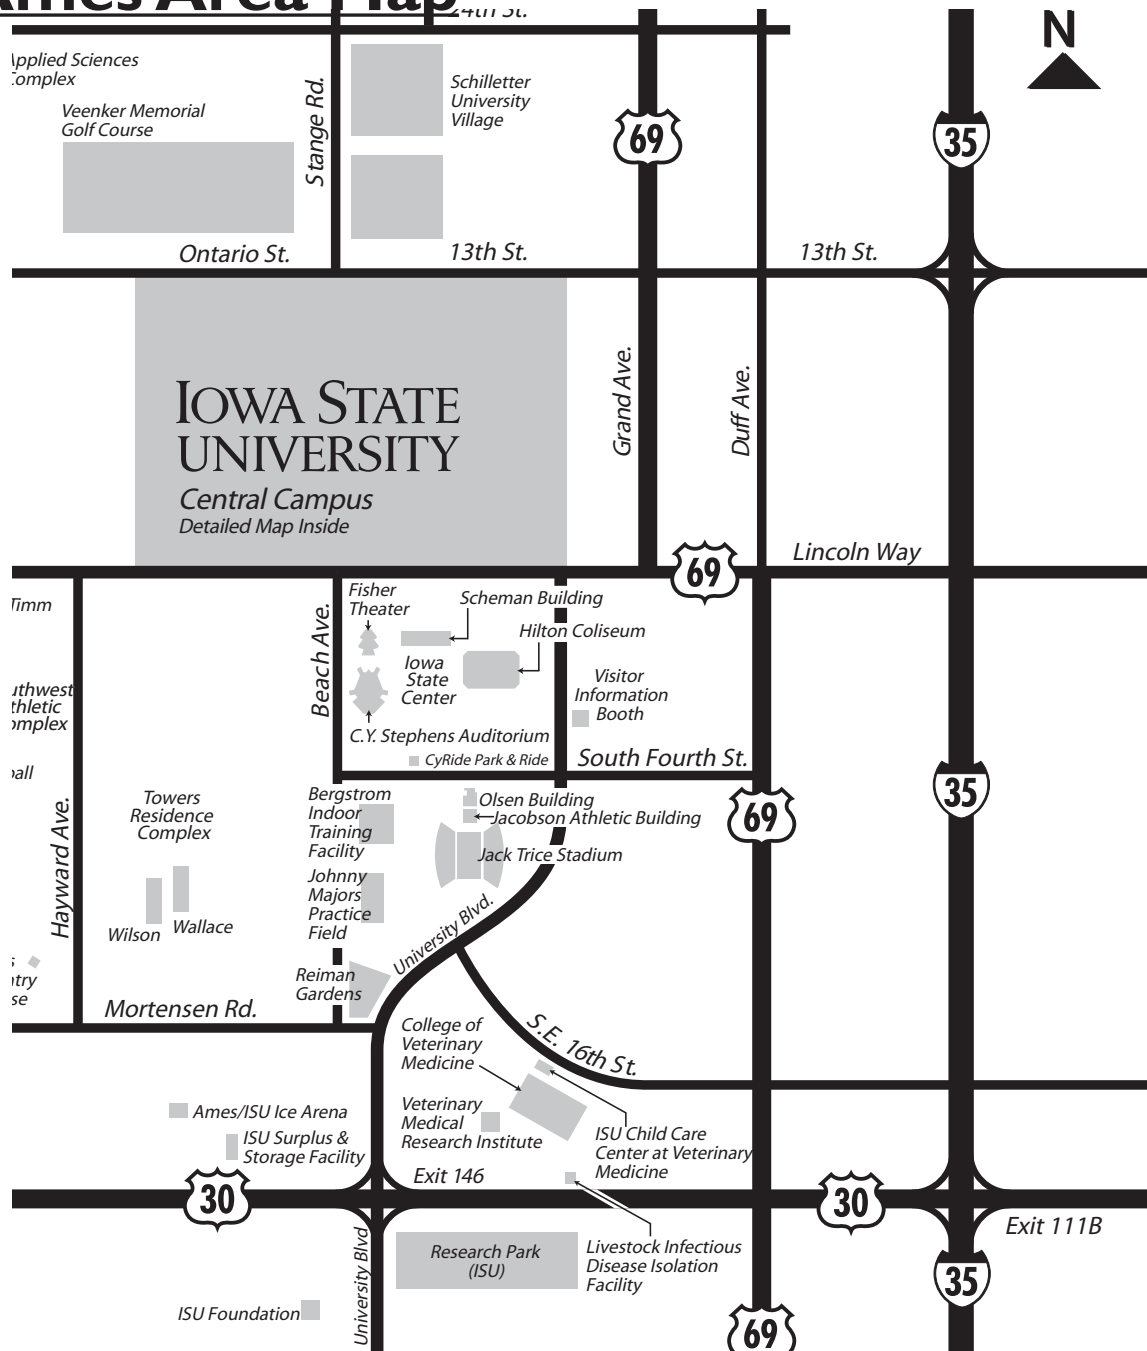 Ames Area Map
24th St.
N
Applied Sciences
Complex
Veenker Memorial
Golf Course
Stange Rd.
Schilletter
University
Village
69
35
Ontario St.
13th St.
13th St.
IOWA STATE
UNIVERSITY
Central Campus
Detailed Map Inside
Grand Ave.
Duff Ave.
Lincoln Way
69
Timm
Fisher
Theater
Scheman Building
Hilton Coliseum
Beach Ave.
Iowa
State
Center
Visitor
Information
Booth
uthwest
thletic
omplex
C.Y. Stephens Auditorium
CyRide Park & Ride
South Fourth St.
ball
Hayward Ave.
Towers
Residence
Complex
Wilson
Wallace
Bergstrom
Indoor
Training
Facility
Olsen Building
Jacobson Athletic Building
Jack Trice Stadium
69
35
Johnny
Majors
Practice
Field
University Blvd.
s
ntry
se
Reiman
Gardens
Mortensen Rd.
College of
Veterinary
Medicine
S.E. 16th St.
Ames/ISU Ice Arena
ISU Surplus &
Storage Facility
Veterinary
Medical
Research Institute
ISU Child Care
Center at Veterinary
Medicine
Exit 146
30
30
Exit 111B
University Blvd
Research Park
(ISU)
Livestock Infectious
Disease Isolation
Facility
35
ISU Foundation
69